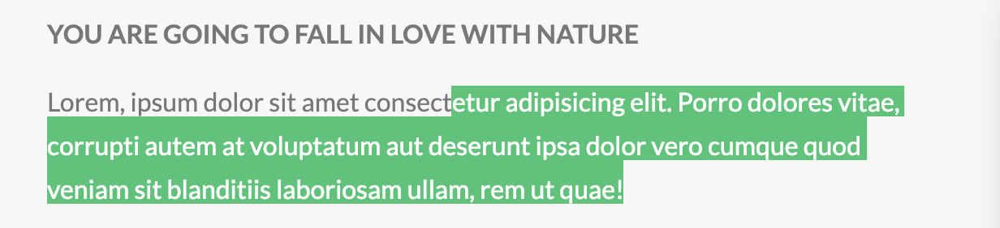 YOU ARE GOING TO FALL IN LOVE WITH NATURE
Lorem, ipsum dolor sit amet consectetur adipisicing elit. Porro dolores vitae,
corrupti autem at voluptatum aut deserunt ipsa dolor vero cumque quod
veniam sit blanditiis laboriosam ullam, rem ut quae!